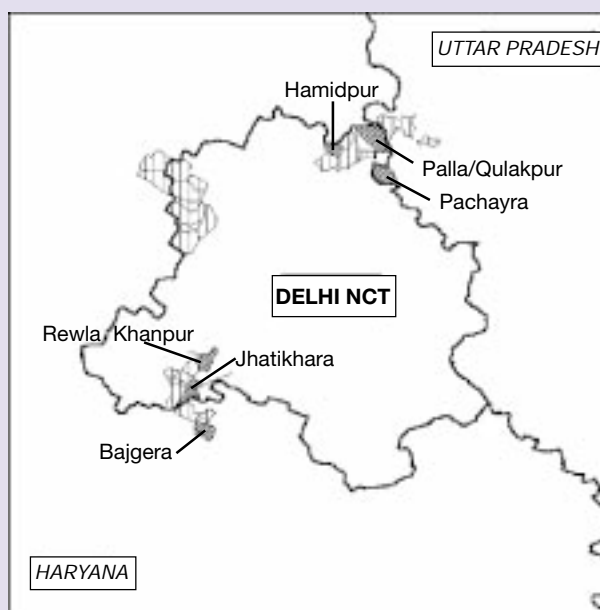 UTTAR PRADESH
Hamidpur
Palla/Qulakpur
Pachayra
DELHI NCT
Rewla Khanpur
Jhatikhara
Bajgera
HARYANA